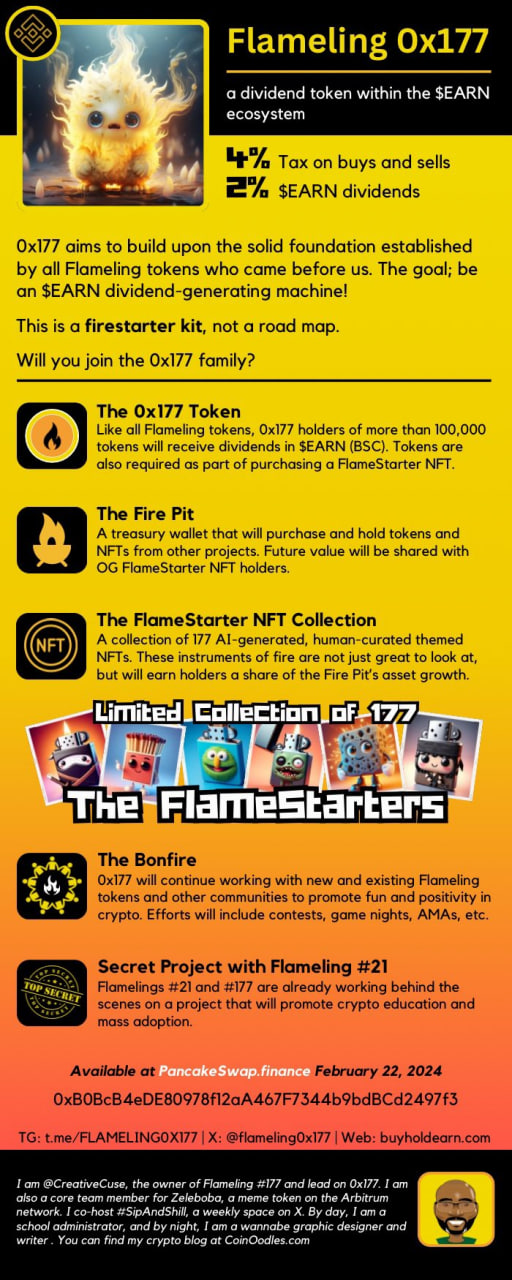 Flameling 0x177
a dividend token within the $EARN
ecosystem
4% Tax on buys and sells
2% $EARN dividends
0x177 aims to build upon the solid foundation established
by all Flameling tokens who came before us. The goal; be
an $EARN dividend-generating machine!
This is a firestarter kit, not a road map.
Will you join the 0x177 family?
The 0x177 Token
Like all Flameling tokens, 0x177 holders of more than 100,000
tokens will receive dividends in $EARN (BSC). Tokens are
also required as part of purchasing a FlameStarter NFT.
The Fire Pit
A treasury wallet that will purchase and hold tokens and
NFTs from other projects. Future value will be shared with
OG FlameStarter NFT holders.
NFT
The FlameStarter NFT Collection
A collection of 177 AI-generated, human-curated themed
NFTs. These instruments of fire are not just great to look at,
but will earn holders a share of the Fire Pit's asset growth.
Limited Collection of 177
The FlameStarters
The Bonfire
0x177 will continue working with new and existing Flameling
tokens and other communities to promote fun and positivity in
crypto. Efforts will include contests, game nights, AMAs, etc.
TOP SECRET
TOP SECRET
TOP SECRET
Secret Project with Flameling #21
Flamelings #21 and #177 are already working behind the
scenes on a project that will promote crypto education and
mass adoption.
Available at PancakeSwap.finance February 22, 2024
0xB0BcB4eDE80978f12aA467F7344b9bdBCd2497f3
TG: t.me/FLAMELING0X177 | X: @flameling0x177 | Web: buyholdearn.com
I am @CreativeCuse, the owner of Flameling #177 and lead on 0x177. I am
also a core team member for Zeleboba, a meme token on the Arbitrum
network. I co-host #SipAndShill, a weekly space on X. By day, I am a
school administrator, and by night, I am a wannabe graphic designer and
writer . You can find my crypto blog at CoinOodles.com